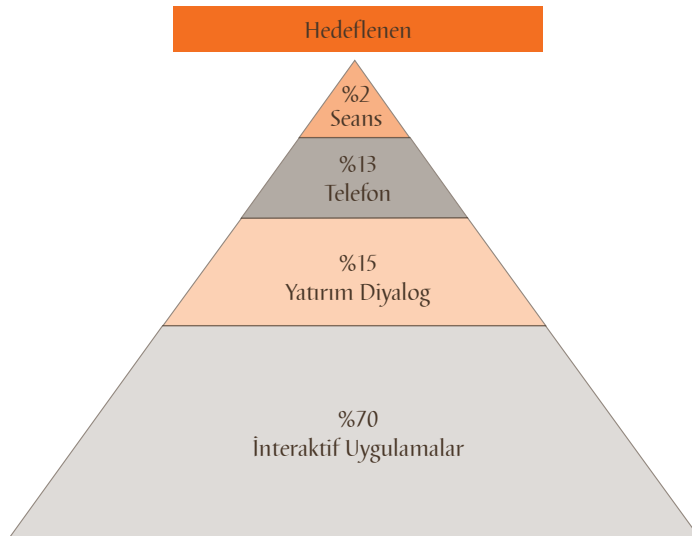 Hedeflenen
%2
Seans
%13
Telefon
%15
Yatırım Diyalog
%70
İnteraktif Uygulamalar